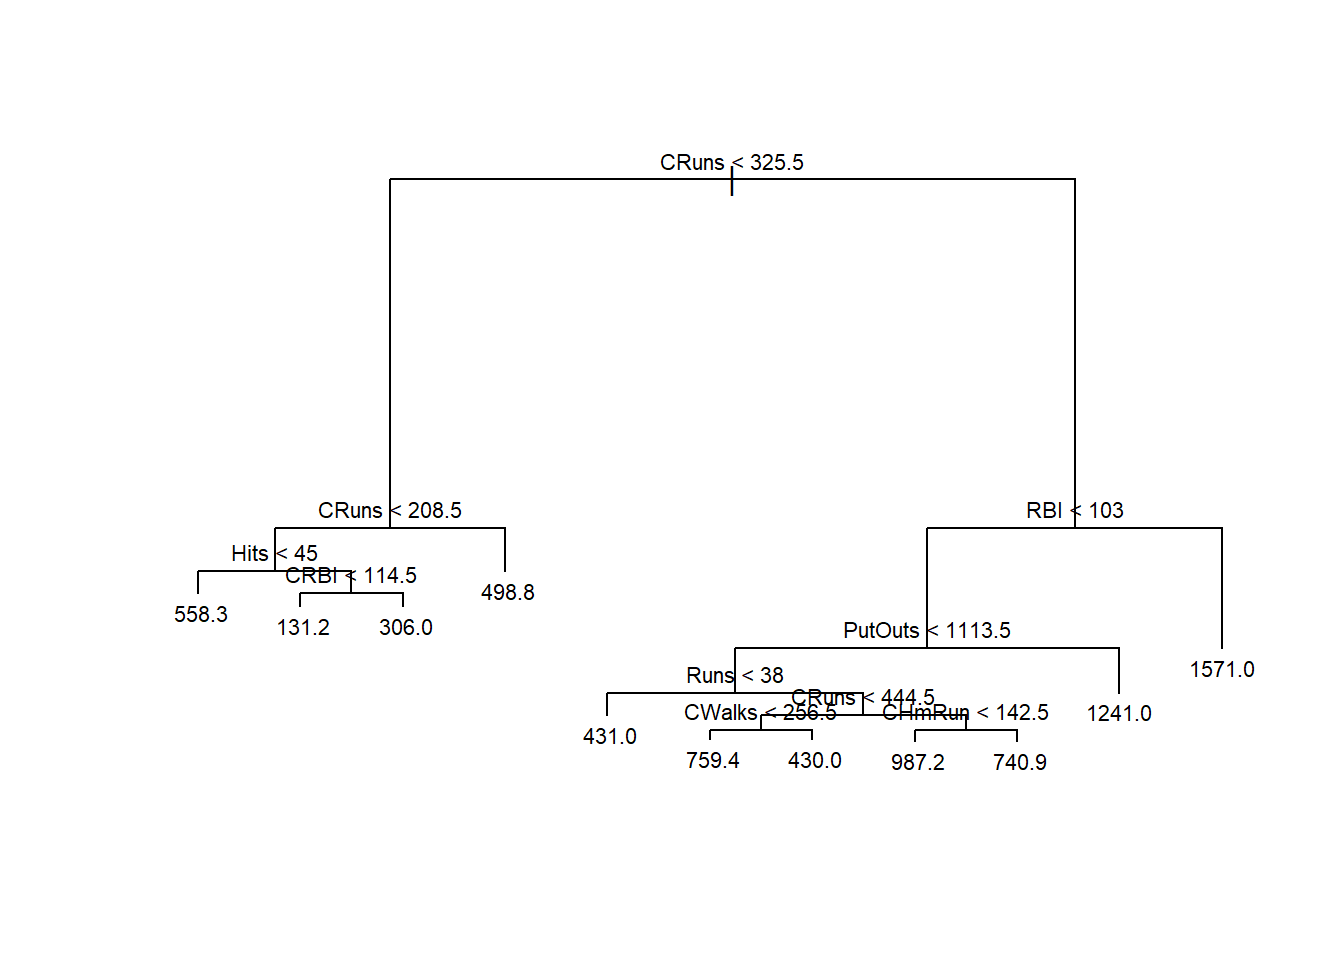 CRuns < 325.5
CRuns < 208.5
RBI < 103
Hits < 45
CRBI < 114.5
498.8
558.3
131.2
306.0
PutOuts < 1113.5
1571.0
Runs < 38
CRuns < 444.5
1241.0
CWalks < 256.5
CHmRun < 142.5
431.0
759.4
430.0
987.2
740.9